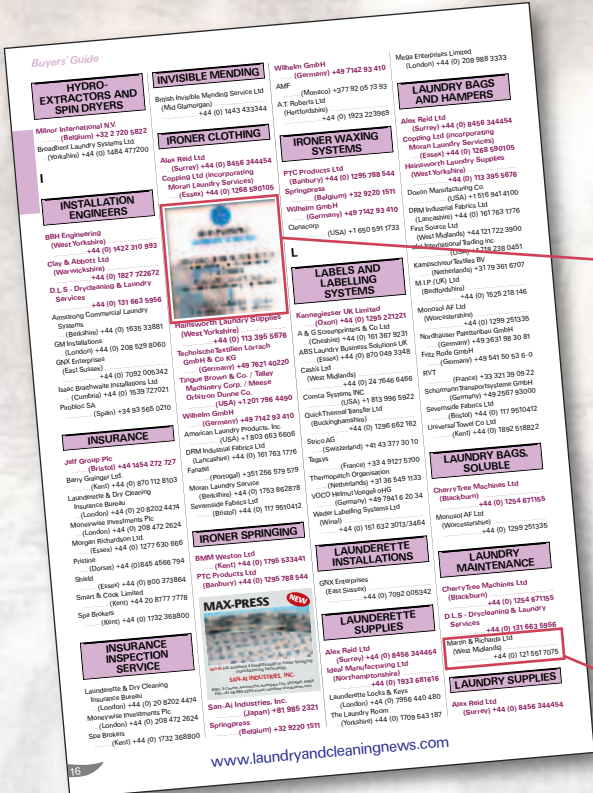 Buyers' Guide
HYDRO-
EXTRACTORS AND
SPIN DRYERS
Milnor International N.V.
(Belgium) +32 2 720 5822
Broadbent Laundry Systems Ltd.
(Yorkshire) +44 (0) 1484 477200
I
INSTALLATION
ENGINEERS
BBH Engineering
(West Yorkshire)
+44 (0) 1422 310 993
Clay & Abbott Ltd
(Warwickshire)
+44 (0) 1827 722672
D.L.S - Drycleaning & Laundry
Services
+44 (0) 131 663 5956
Armstrong Commercial Laundry
Systems
(Berkshire) +44 (0) 1635 33881
GM Installations
(London) +44 (0) 208 529 8060
GNX Enterprises
(East Sussex)
+44 (0) 7092 005342
Isaac Braithwaite Installations Ltd
(Cumbria) +44 (0) 1539 727021
Pirobloc SA
(Spain) +34 93 565 0210
INSURANCE
Jelf Group Plc
(Bristol) +44 1454 272 727
Barry Grainger Ltd.
(Kent) +44 (0) 870 112 8103
Launderette & Dry Cleaning
Insurance Bureau
(London) +44 (0) 20 8202 4474
Moneywise Investments Plc
(London) +44 (0) 208 472 2624
Morgan Richardson Ltd.
(Essex) +44 (0) 1277 630 666
Pristine
(Dorset) +44 (0)845 4566 794
Shield
(Essex) +44 (0) 800 373864
Smart & Cook Limited
(Kent) +44 20 8777 7778
Spa Brokers
(Kent) +44 (0) 1732 368800
INSURANCE
INSPECTION
SERVICE
Launderette & Dry Cleaning
Insurance Bureau
(London) +44 (0) 20 8202 4474
Moneywise Investments Plc
(London) +44 (0) 208 472 2624
Spa Brokers
(Kent) +44 (0) 1732 368800
INVISIBLE MENDING
British Invisible Mending Service Ltd
(Mid Glamorgan)
+44 (0) 1443 433344
IRONER CLOTHING
Alex Reid Ltd
(Surrey) +44 (0) 8456 344454
Copping Ltd (incorporating
Moran Laundry Services)
(Essex) +44 (0) 1268 590105
Hainsworth Laundry Supplies
(West Yorkshire)
+44 (0) 113 395 5676
Technische Textilien Lörrach
GmbH & Co KG
(Germany) +49 7621 40220
Tingue Brown & Co. / Talley
Machinery Corp. / Meese
Orbitron Dunne Co.
(USA) +1 201 796 4490
Wilhelm GmbH
(Germany) +49 7142 93 410
American Laundry Products, Inc.
(USA) +1 803 663 6606
DRM Industrial Fabrics Ltd
(Lancashire) +44 (0) 161 763 1776
Fanatel
(Portugal) +351 256 579 579
Moran Laundry Service
(Berkshire) +44 (0) 1753 862878
Sevenside Fabrics Ltd
(Bristol) +44 (0) 117 9510412
IRONER SPRINGING
BMM Weston Ltd
(Kent) +44 (0) 1795 533441
PTC Products Ltd
(Banbury) +44 (0) 1295 788 544
MAX-PRESS
NEW
SAN-AI INDUSTRIES, INC.
San-Ai Industries, Inc.
(Japan) +81 985 2321
Springpress
(Belgium) +32 9220 1511
Wilhelm GmbH
(Germany) +49 7142 93 410
AMF
(Monaco) +377 92 05 73 93
A.T. Roberts Ltd
(Hertfordshire)
+44 (0) 1923 223969
IRONER WAXING
SYSTEMS
PTC Products Ltd
(Banbury) +44 (0) 1295 788 544
Springpress
(Belgium) +32 9220 1511
Wilhelm GmbH
(Germany) +49 7142 93 410
Clenacorp
(USA) +1 650 591 1733
L
LABELS AND
LABELLING
SYSTEMS
Kannegiesser UK Limited
(Oxon) +44 (0) 1295 221221
A & G Screenprinters & Co Ltd
(Cheshire) +44 (0) 161 367 9231
ABS Laundry Business Solutions UK
(Essex) +44 (0) 870 049 3348
Cash's Ltd
(West Midlands)
+44 (0) 24 7646 6466
Comca Systems INC
(USA) +1 813 996 5922
QuickThermalTransfer Ltd
(Buckinghamshire)
+44 (0) 1296 662 162
Strico AG
(Switzerland) +41 43 377 30 10
Tagsys
(France) +33 4 9127 5700
Thermopatch Organisation
(Netherlands) +31 36 549 1133
VOCO Helmut Voegeli oHG
(Germany) +49 7941 6 20 34
Wader Labelling Systems Ltd
(Wirral)
+44 (0) 151 632 3013/3464
LAUNDERETTE
INSTALLATIONS
GNX Enterprises
(East Sussex)
+44 (0) 7092 005342
LAUNDERETTE
SUPPLIES
Alex Reid Ltd
(Surrey) +44 (0) 8456 344454
Ideal Manufacturing Ltd
(Northamptonshire)
+44 (0) 1933 681616
Launderette Locks & Keys
(London) +44 (0) 7956 440 480
The Laundry Room
(Yorkshire) +44 (0) 1709 643 187
Mega Enterprises Limited
(London) +44 (0) 208 988 3333
LAUNDRY BAGS
AND HAMPERS
Alex Reid Ltd
(Surrey) +44 (0) 8456 344454
Copping Ltd (incorporating
Moran Laundry Services)
(Essex) +44 (0) 1268 590105
Hainsworth Laundry Supplies
(West Yorkshire)
+44 (0) 113 395 5676
Doxon Manufacturing Co.
(USA) +1 516 941 4100
DRM Industrial Fabrics Ltd
(Lancashire) +44 (0) 161 763 1776
First Source Ltd
(West Midlands) +44 121 722 3900
International Trading inc.
(USA) +1 718 238 0451
Kampschreur Textiles BV
(Netherlands) +31 79 361 6707
M.I.P (UK) Ltd
(Bedfordshire)
+44 (0) 1525 218 146
Monosol AF Ltd
(Worcestershire)
+44 (0) 1299 251335
Nordhauser Palettenbau GmbH
(Germany) +49 3631 98 30 81
Fritz Rode GmbH
(Germany) +49 541 50 53 6-0
RVT
(France) +33 321 39 09 22
SchürmannTransportsysteme GmbH
(Germany) +49 2567 93000
Sevenside Fabrics Ltd
(Bristol) +44 (0) 117 9510412
Universal Towel Co Ltd
(Kent) +44 (0) 1892 518822
LAUNDRY BAGS,
SOLUBLE
CherryTree Machines Ltd
(Blackburn)
+44 (0) 1254 671155
Monosol AF Ltd
(Worcestershire)
+44 (0) 1299 251335
LAUNDRY
MAINTENANCE
CherryTree Machines Ltd
(Blackburn)
+44 (0) 1254 671155
D.L.S - Drycleaning & Laundry
Services
+44 (0) 131 663 5956
Martin & Richards Ltd
(West Midlands)
+44 (0) 121 551 7075
LAUNDRY SUPPLIES
Alex Reid Ltd
(Surrey) +44 (0) 8456 344454
www.laundryandcleaningnews.com
16